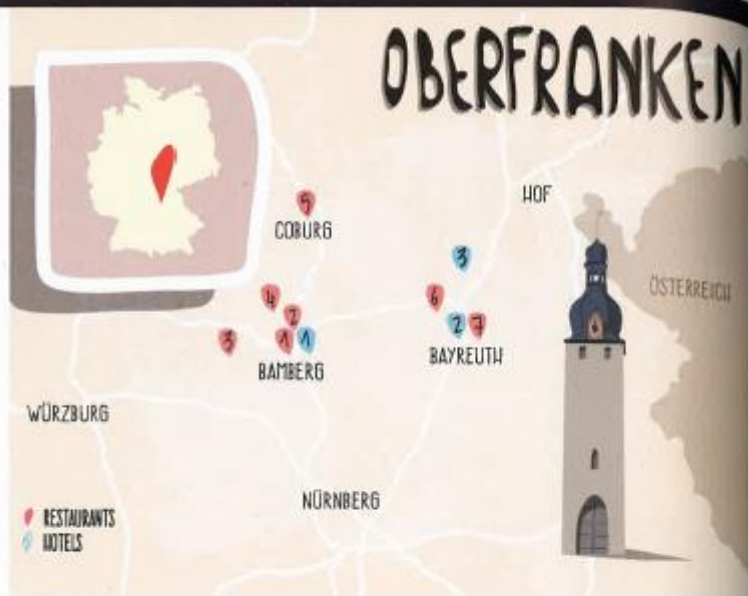 OBERFRANKEN
HOF
5
COBURG
3
ÖSTERREICH
4
6
2
2
7
3
1
1
BAMBERG
BAYREUTH
WÜRZBURG
NÜRNBERG
RESTAURANTS
HOTELS